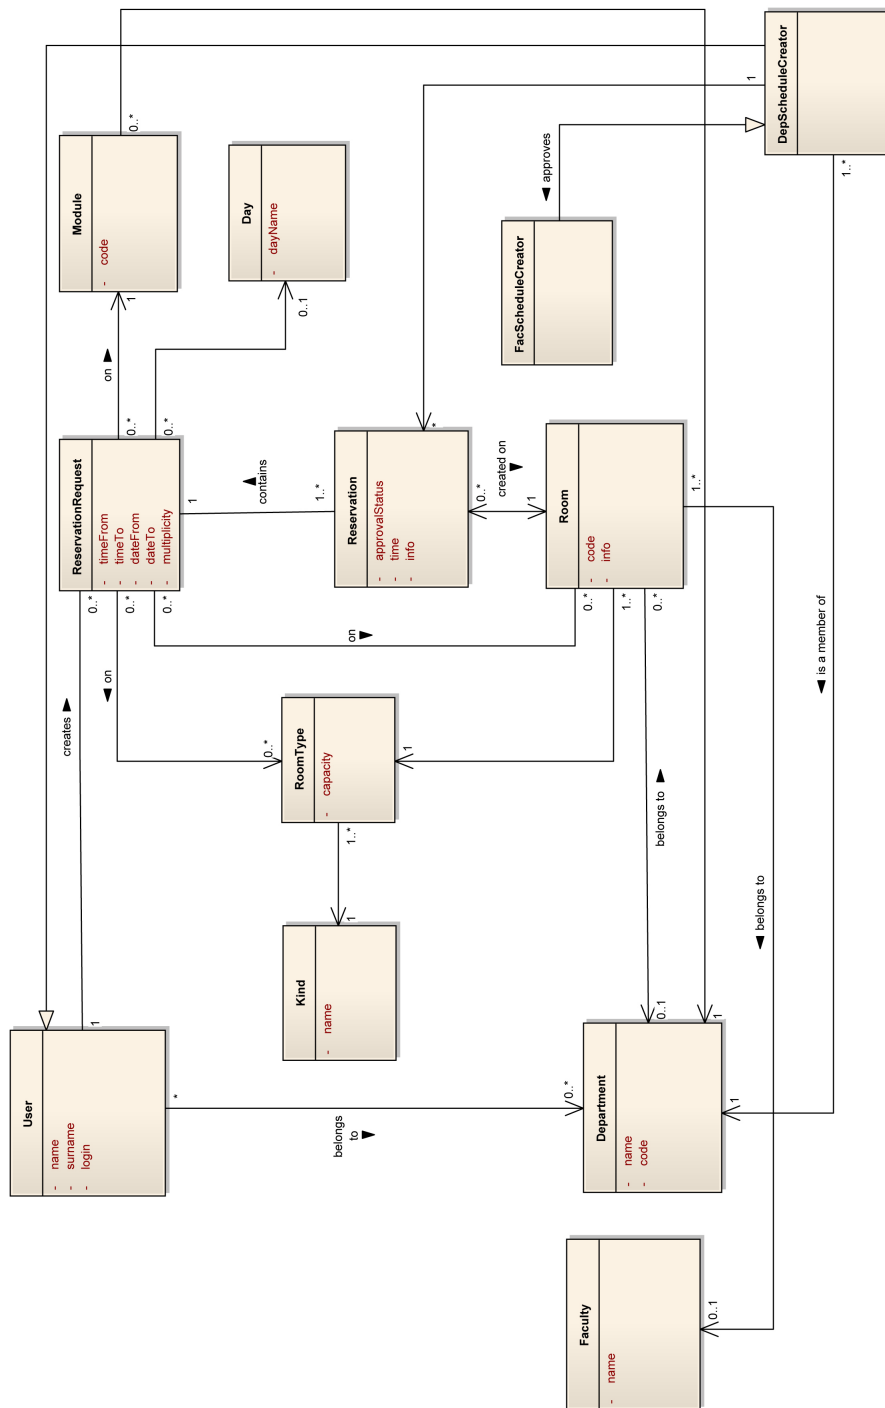 User
- name
- surname
- login
1
*
creates ►
belongs
to ►
ReservationRequest
- timeFrom
- timeTo
- dateFrom
- dateTo
- multiplicity
0..*
0..*
0..*
0..*
0..*
1
on ►
◄ on
on ►
Module
- code
1
0..*
Day
- dayName
0..1
Kind
- name
1
RoomType
- capacity
0..*
1..*
1
Reservation
- approvalStatus
- time
- info
1..*
0..*
*
◄ contains
created on ►
Faculty
- name
0..1
Department
- name
- code
0..*
0..1
1
1
Room
- code
- info
0..*
1..*
0..*
1
1..*
belongs to ►
◄ belongs to
FacScheduleCreator
◄ approves
DepScheduleCreator
1
1..*
◄ is a member of